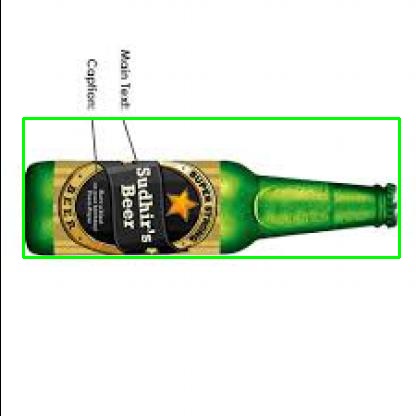 Main Text:
Caption:
SUPER STRONG
Sudhir's
Beer
BEER